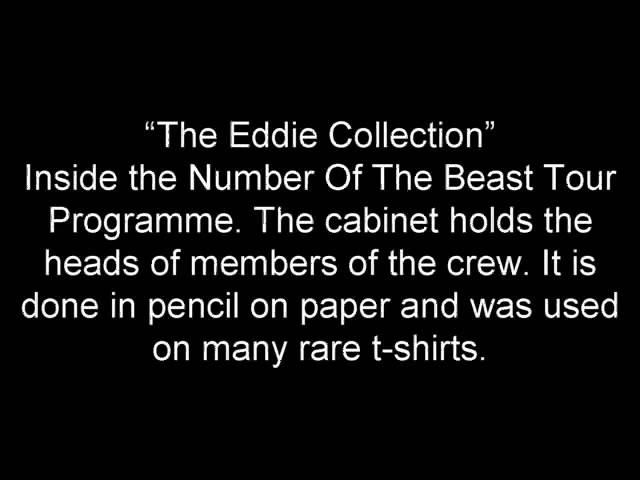 “The Eddie Collection”
Inside the Number Of The Beast Tour
Programme. The cabinet holds the
heads of members of the crew. It is
done in pencil on paper and was used
on many rare t-shirts.